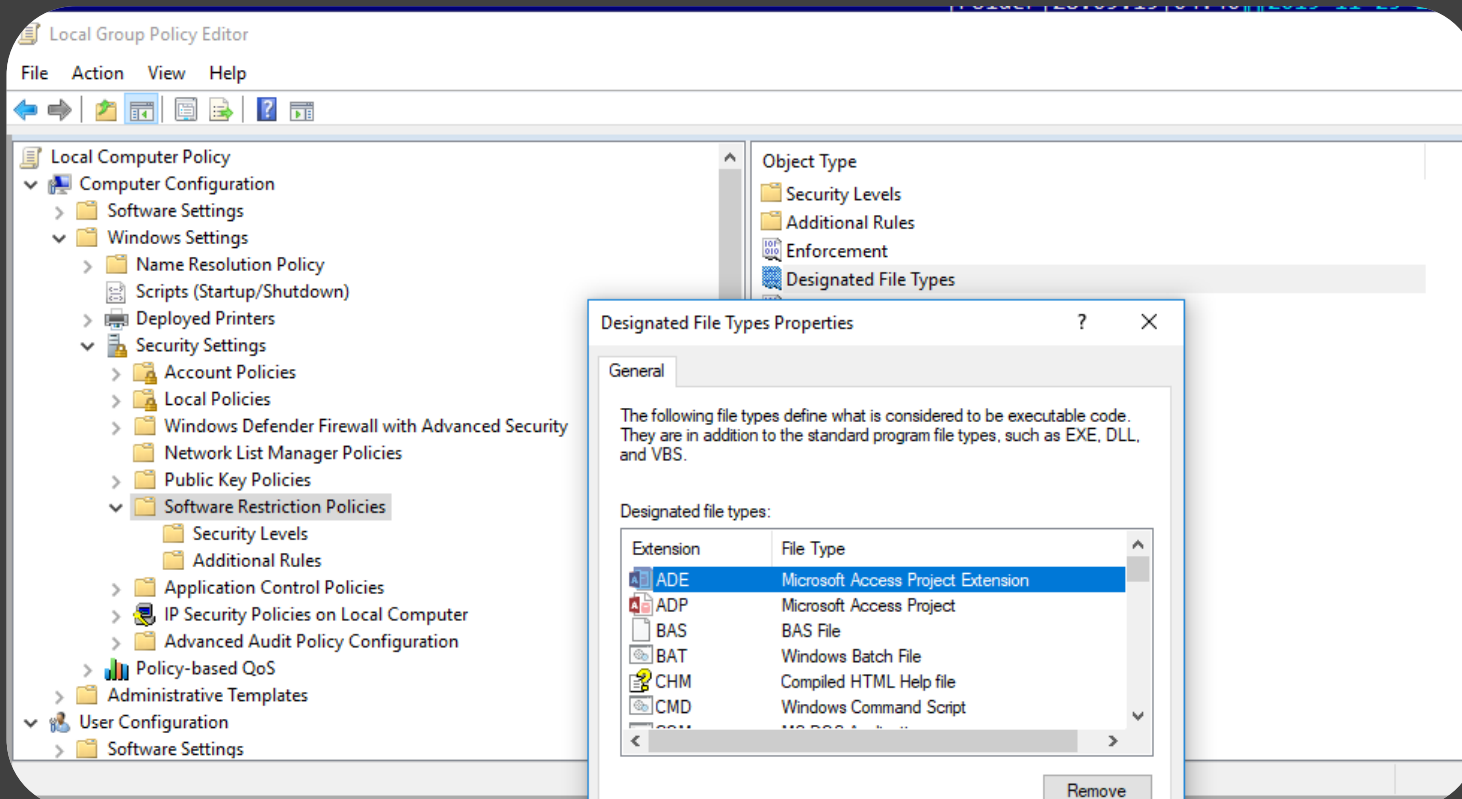 Local Group Policy Editor
File Action View Help
Local Computer Policy
Computer Configuration
Software Settings
Windows Settings
Name Resolution Policy
Scripts (Startup/Shutdown)
Deployed Printers
Security Settings
Account Policies
Local Policies
Windows Defender Firewall with Advanced Security
Network List Manager Policies
Public Key Policies
Software Restriction Policies
Security Levels
Additional Rules
Application Control Policies
IP Security Policies on Local Computer
Advanced Audit Policy Configuration
Policy-based QoS
Administrative Templates
User Configuration
Software Settings
Object Type
Security Levels
Additional Rules
Enforcement
Designated File Types
Designated File Types Properties
General
The following file types define what is considered to be executable code.
They are in addition to the standard program file types, such as EXE, DLL,
and VBS.
Designated file types:
Extension File Type
ADE Microsoft Access Project Extension
ADP Microsoft Access Project
BAS BAS File
BAT Windows Batch File
CHM Compiled HTML Help file
CMD Windows Command Script
Remove